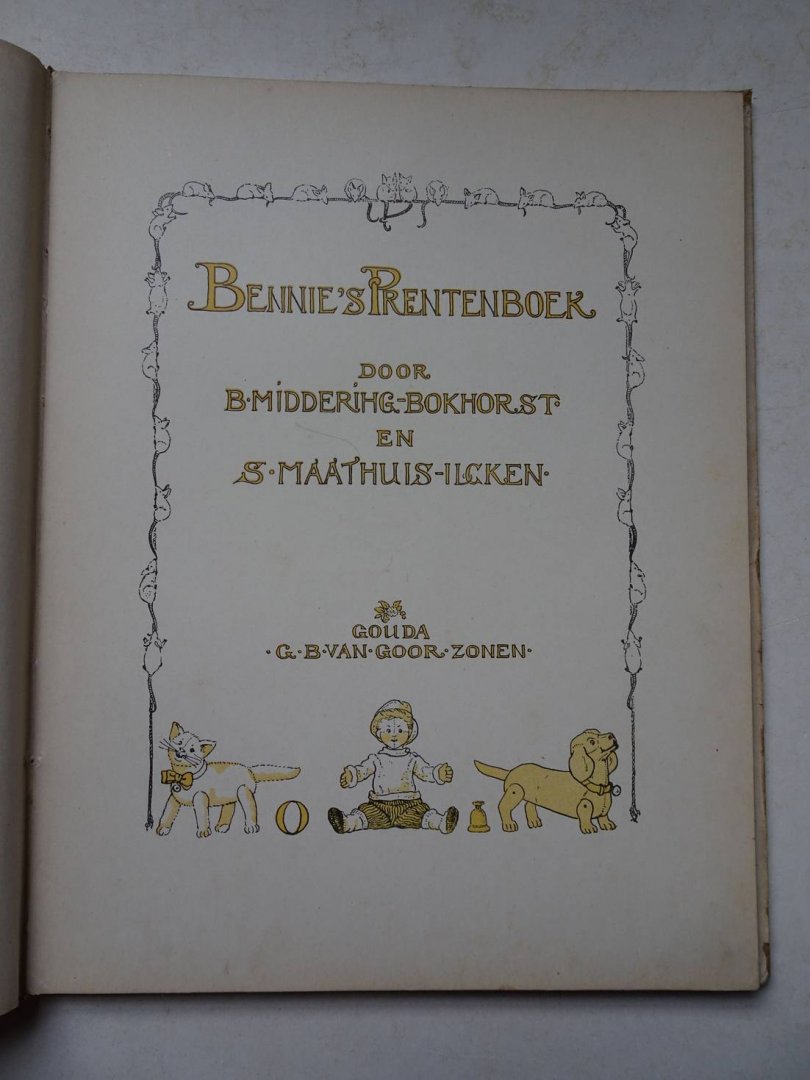 BENNIE'S PRENTENBOEK
DOOR
B·MIDDERIHG-BOKHORST·
EN
S·MAATHUIS-ILCKEN·
GOUDA
·G·B·VAN·GOOR·ZONEN·